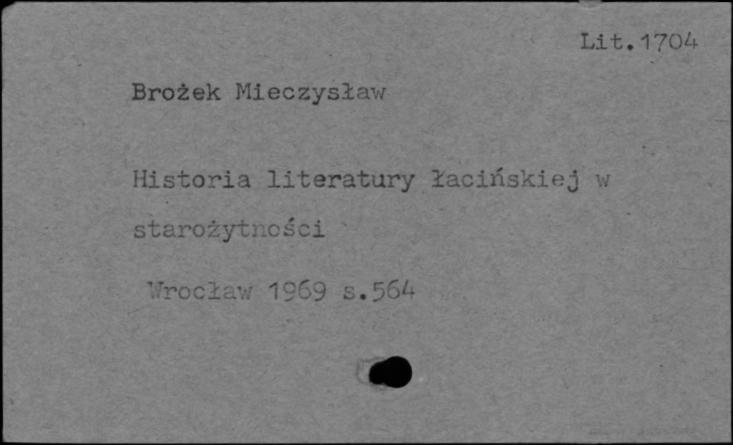 Lit.1704
Brożek Mieczysław
Historia literatury łacińskiej w
starożytności
Wrocław 1969 s.564